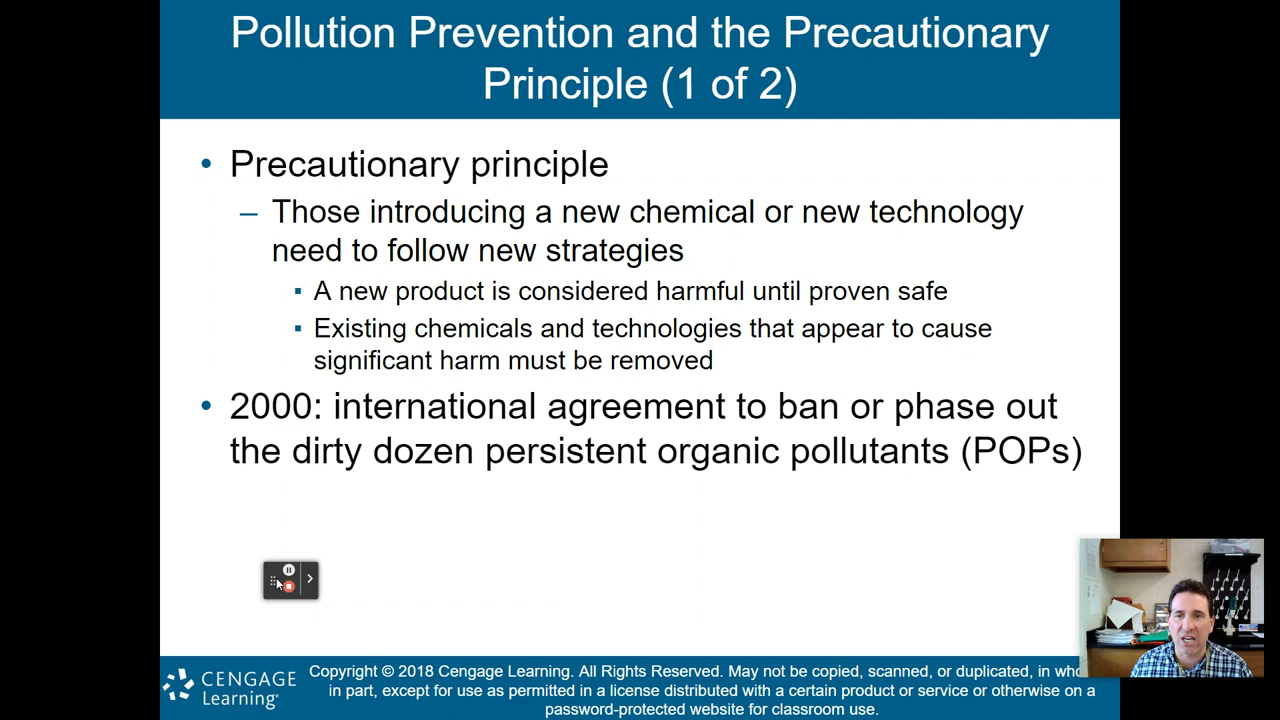 Pollution Prevention and the Precautionary
Principle (1 of 2)
• Precautionary principle
– Those introducing a new chemical or new technology
need to follow new strategies
▪ A new product is considered harmful until proven safe
▪ Existing chemicals and technologies that appear to cause
significant harm must be removed
• 2000: international agreement to ban or phase out
the dirty dozen persistent organic pollutants (POPs)
CENGAGE
Learning
Copyright © 2018 Cengage Learning. All Rights Reserved. May not be copied, scanned, or duplicated, in
in part, except for use as permitted in a license distributed with a certain product or service or otherwise on a
password-protected website for classroom use.